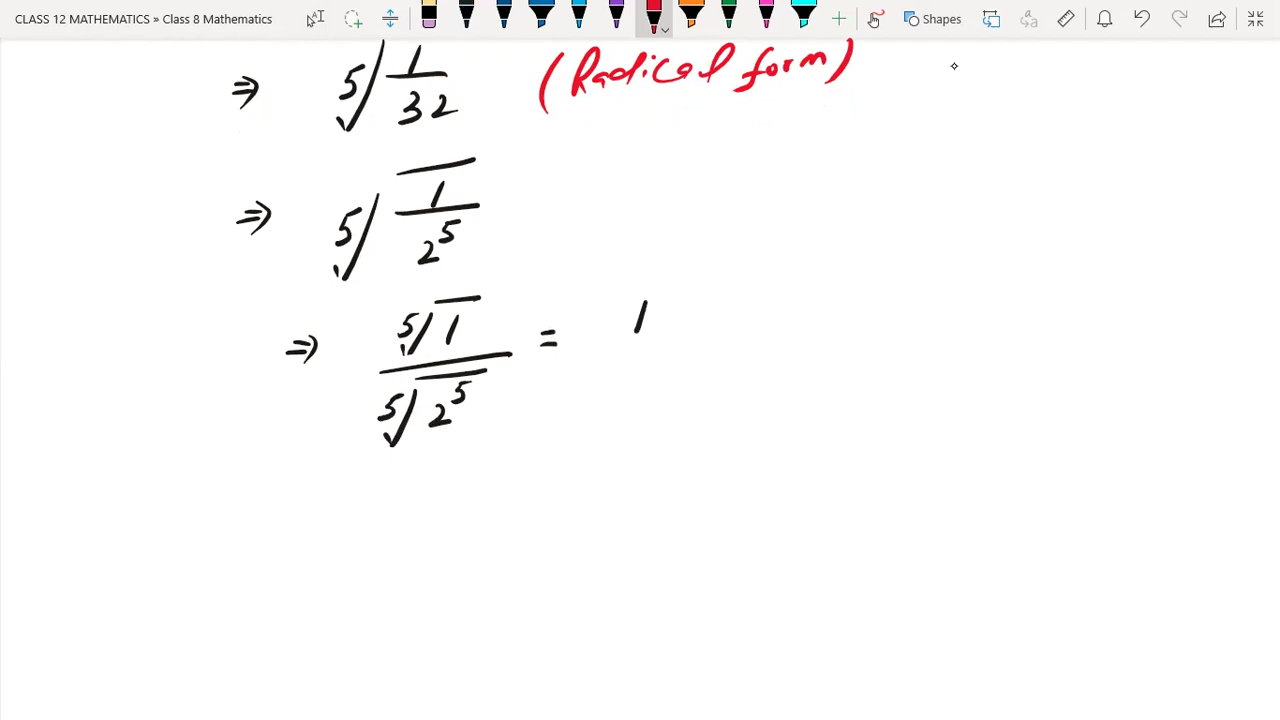 CLASS 12 MATHEMATICS » Class 8 Mathematics
Shapes
⇒ ⁵√(1/32) (Radical form)
⇒ ⁵√(1/2⁵)
⇒ ⁵√1 / ⁵√2⁵ = 1